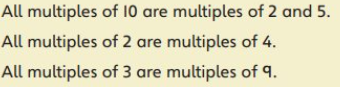 All multiples of 10 are multiples of 2 and 5.
All multiples of 2 are multiples of 4.
All multiples of 3 are multiples of 9.